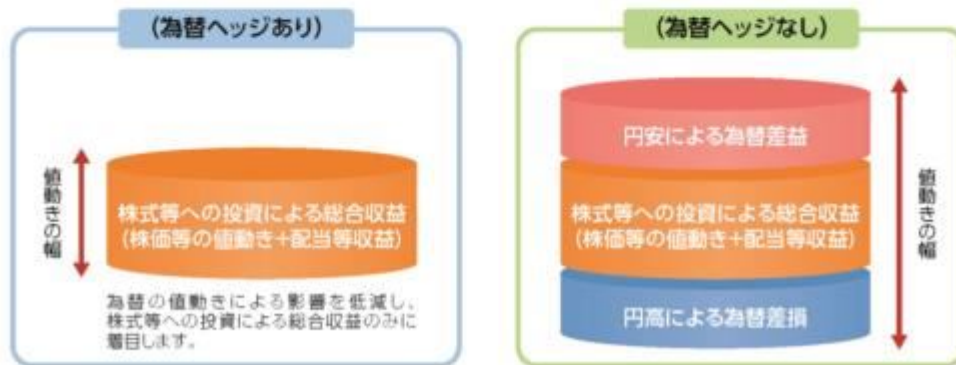 (為替ヘッジあり)
値動きの幅
株式等への投資による総合収益
(株価等の値動き+配当等収益)
為替の値動きによる影響を低減し、
株式等への投資による総合収益のみに
着目します。
(為替ヘッジなし)
円安による為替差益
株式等への投資による総合収益
(株価等の値動き+配当等収益)
円高による為替差損
値動きの幅